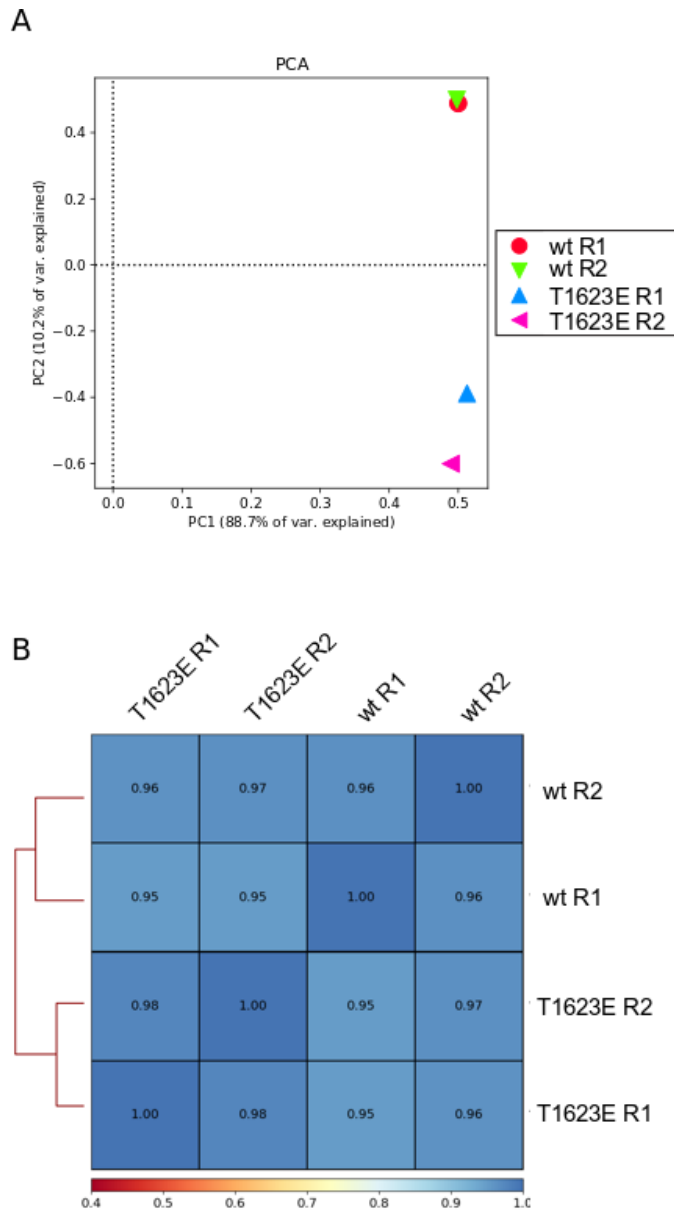 A
PCA
PC2 (10.2% of var. explained)
0.4
0.2
0.0
−0.2
−0.4
−0.6
0.0 0.1 0.2 0.3 0.4 0.5
PC1 (88.7% of var. explained)
wt R1
wt R2
T1623E R1
T1623E R2
B
T1623E R1 T1623E R2 wt R1 wt R2
0.96 0.97 0.96 1.00 wt R2
0.95 0.95 1.00 0.96 wt R1
0.98 1.00 0.95 0.97 T1623E R2
1.00 0.98 0.95 0.96 T1623E R1
0.4 0.5 0.6 0.7 0.8 0.9 1.0